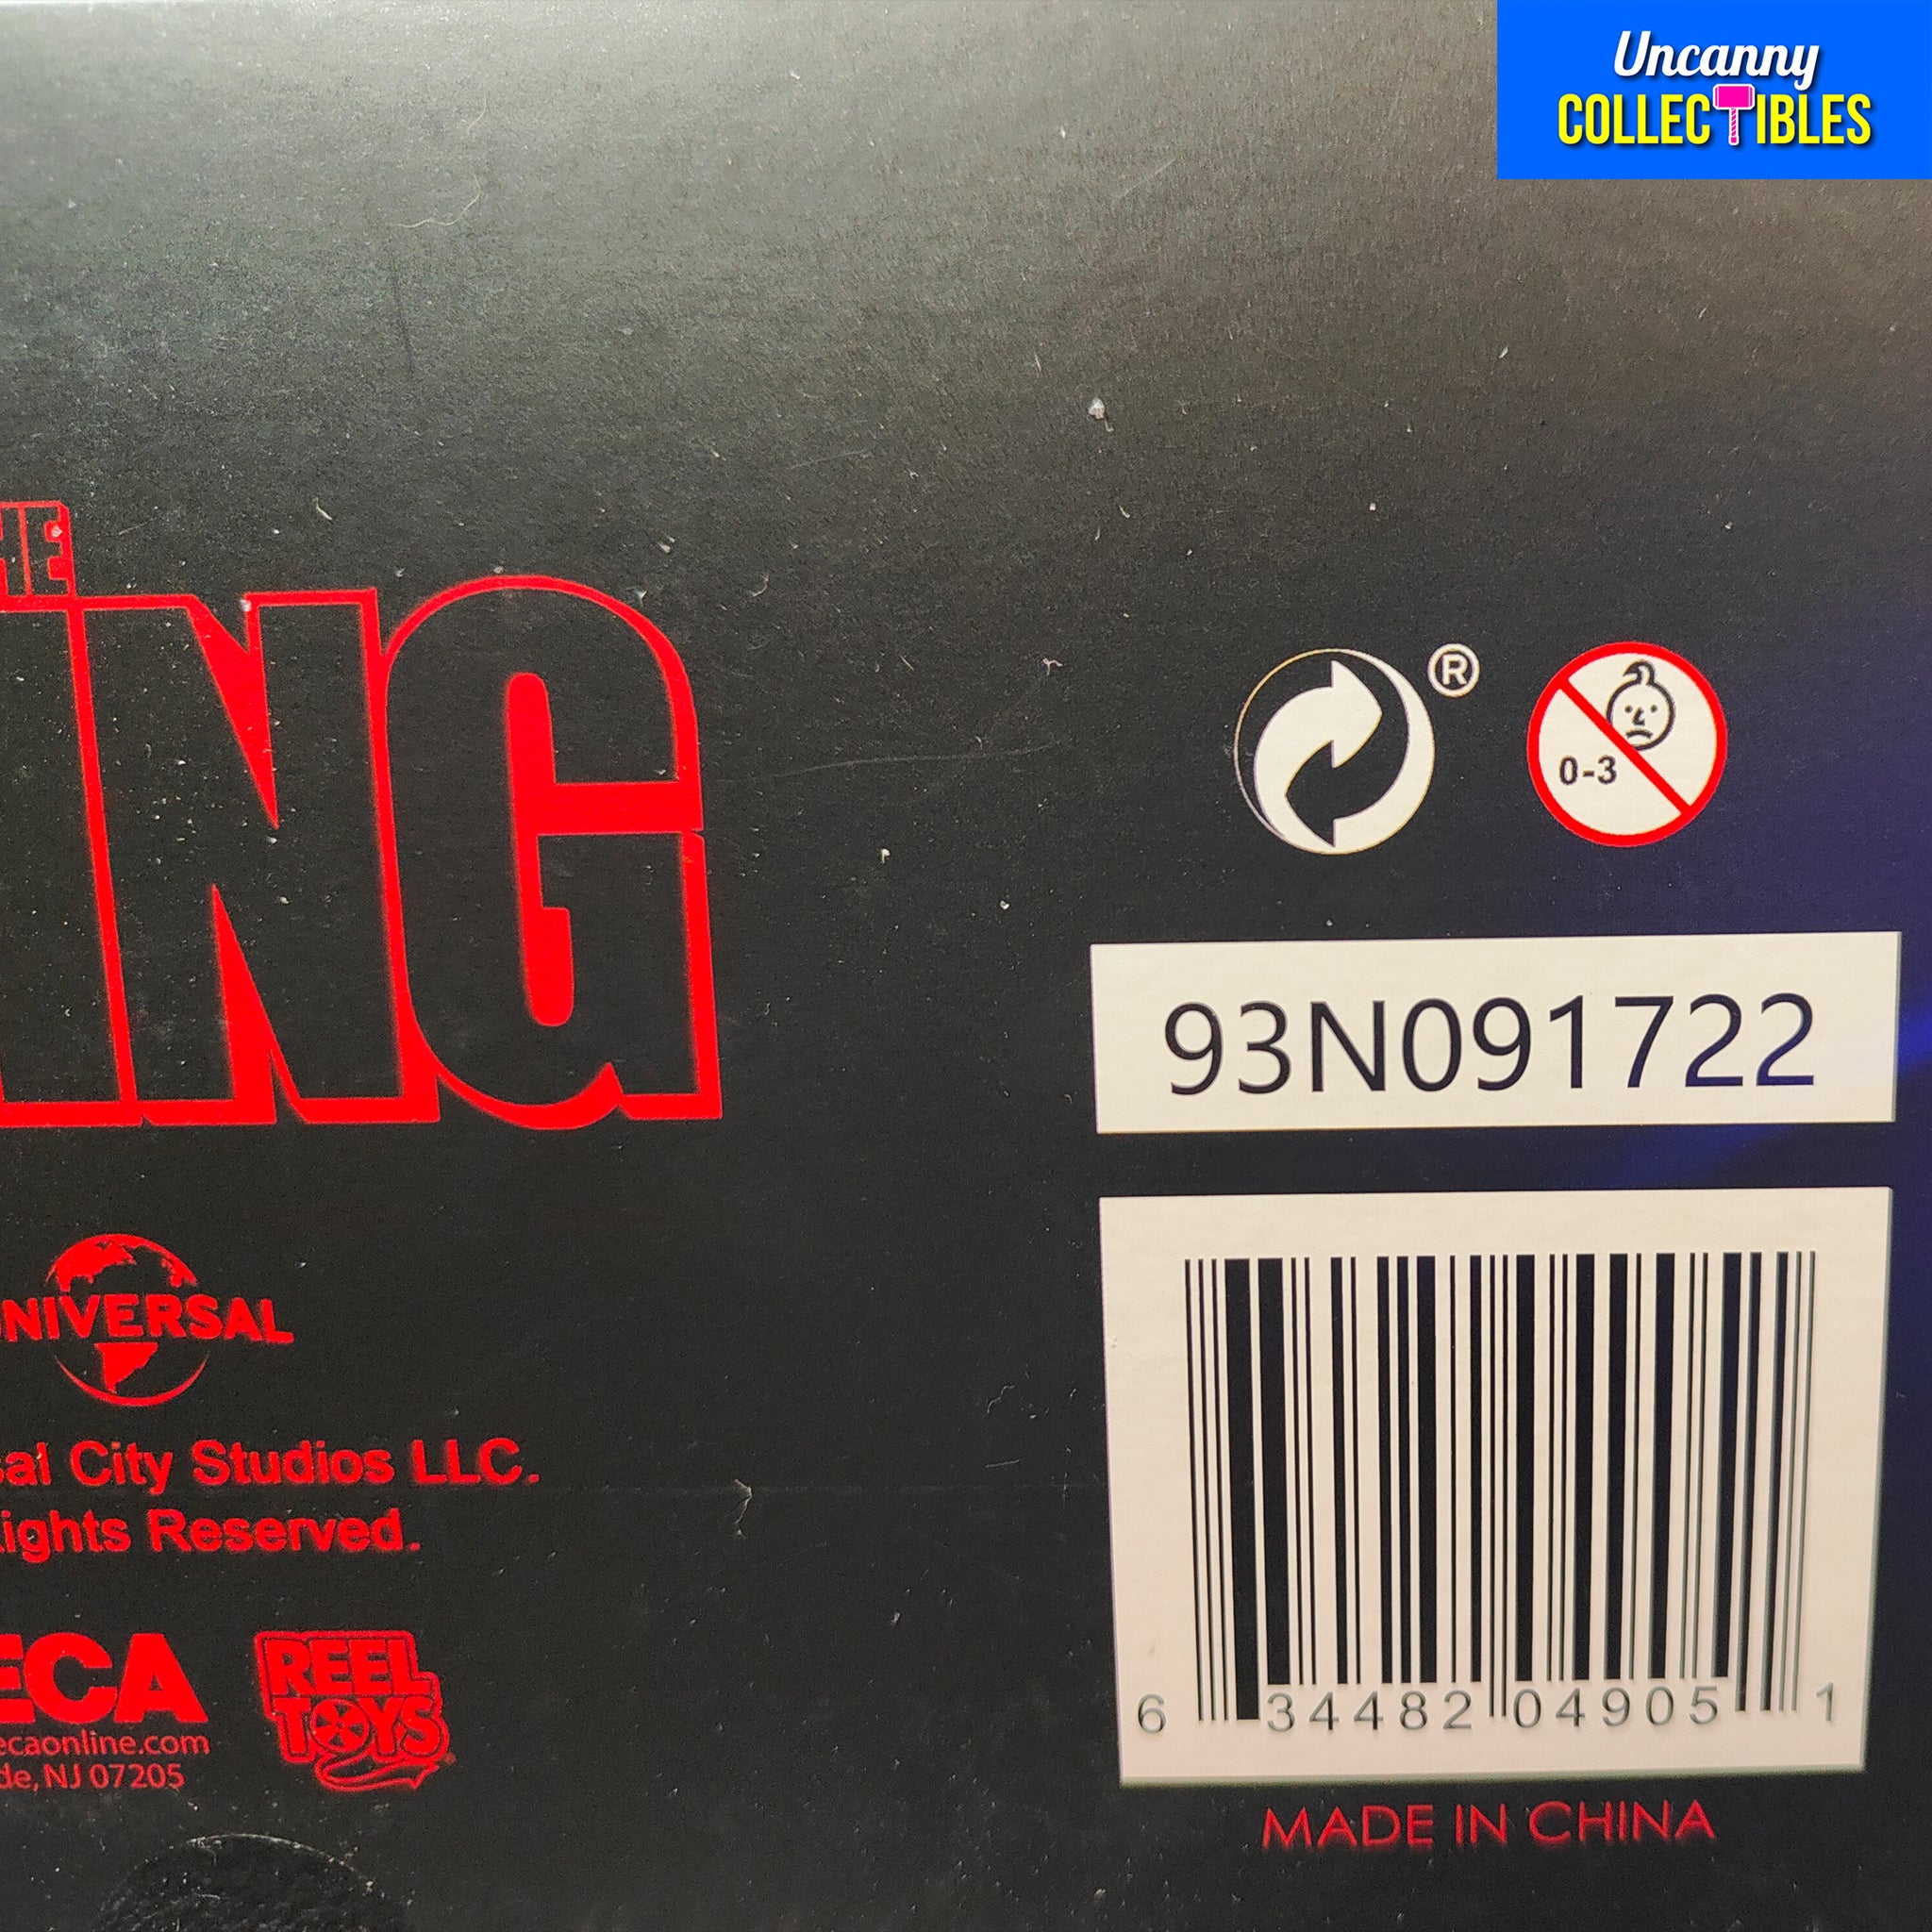 Uncanny
COLLECTIBLES
HE
ING
®
0-3
93N091722
NIVERSAL
sal City Studios LLC.
ights Reserved.
ECA
REEL
TOYS
ecaonline.com
de, NJ 07205
6 34482 04905 1
MADE IN CHINA